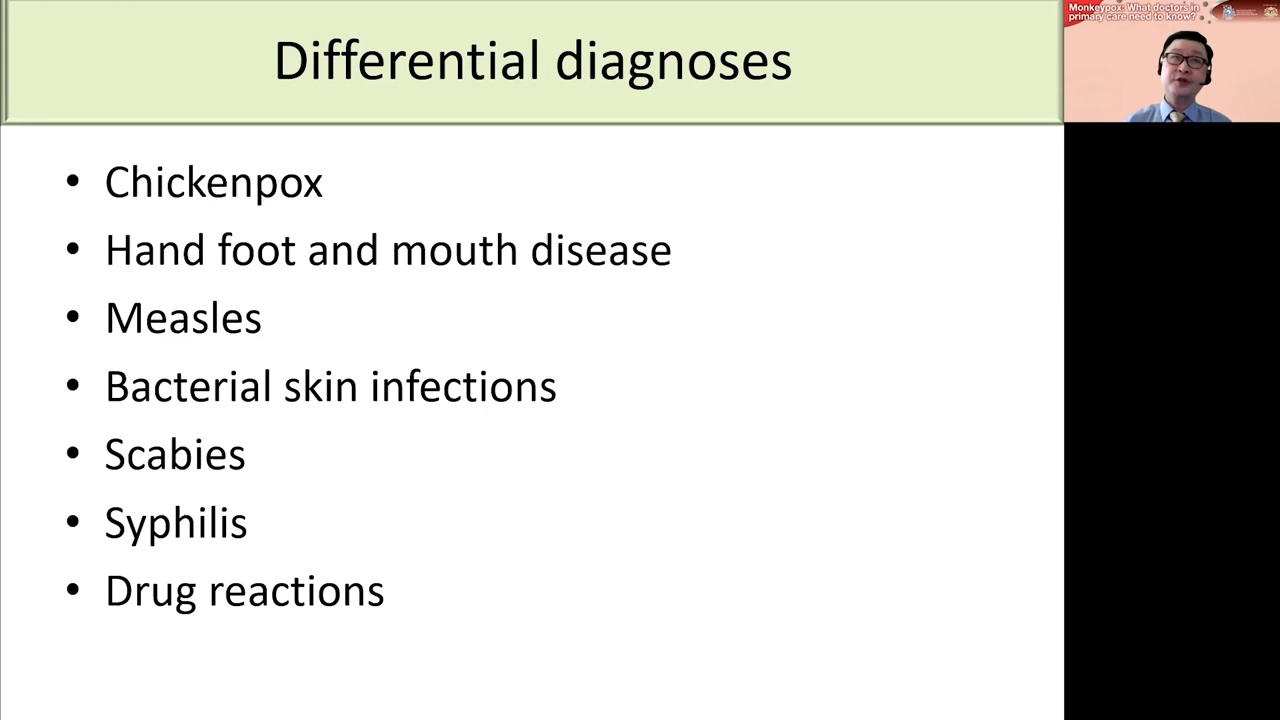 Differential diagnoses
• Chickenpox
• Hand foot and mouth disease
• Measles
• Bacterial skin infections
• Scabies
• Syphilis
• Drug reactions
Monkeypox: What doctors in
primary care need to know?